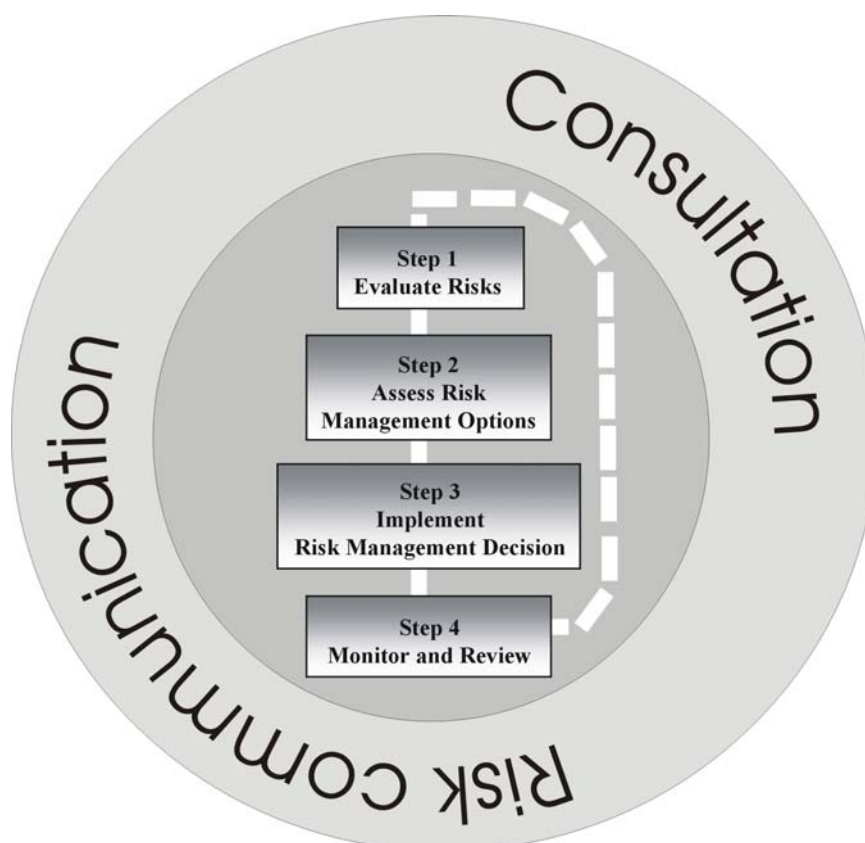 Consultation
Step 1
Evaluate Risks
Step 2
Assess Risk
Management Options
Step 3
Implement
Risk Management Decision
Step 4
Monitor and Review
Risk communication